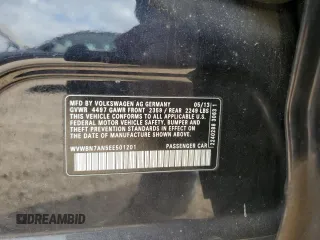 MFD BY VOLKSWAGEN AG GERMANY 05/13
GVWR 4497 GAWR FRONT 2359 / REAR 2249 LBS
THIS VEHICLE CONFORMS TO ALL APPLICABLE U.S.
FEDERAL MOTOR VEHICLE SAFETY, BUMPER AND
THEFT PREVENTION STANDARDS IN EFFECT ON THE
DATE OF MANUFACTURE SHOWN ABOVE.
WVWBN7AN5EE501201 PASSENGER CAR
DREAMBID